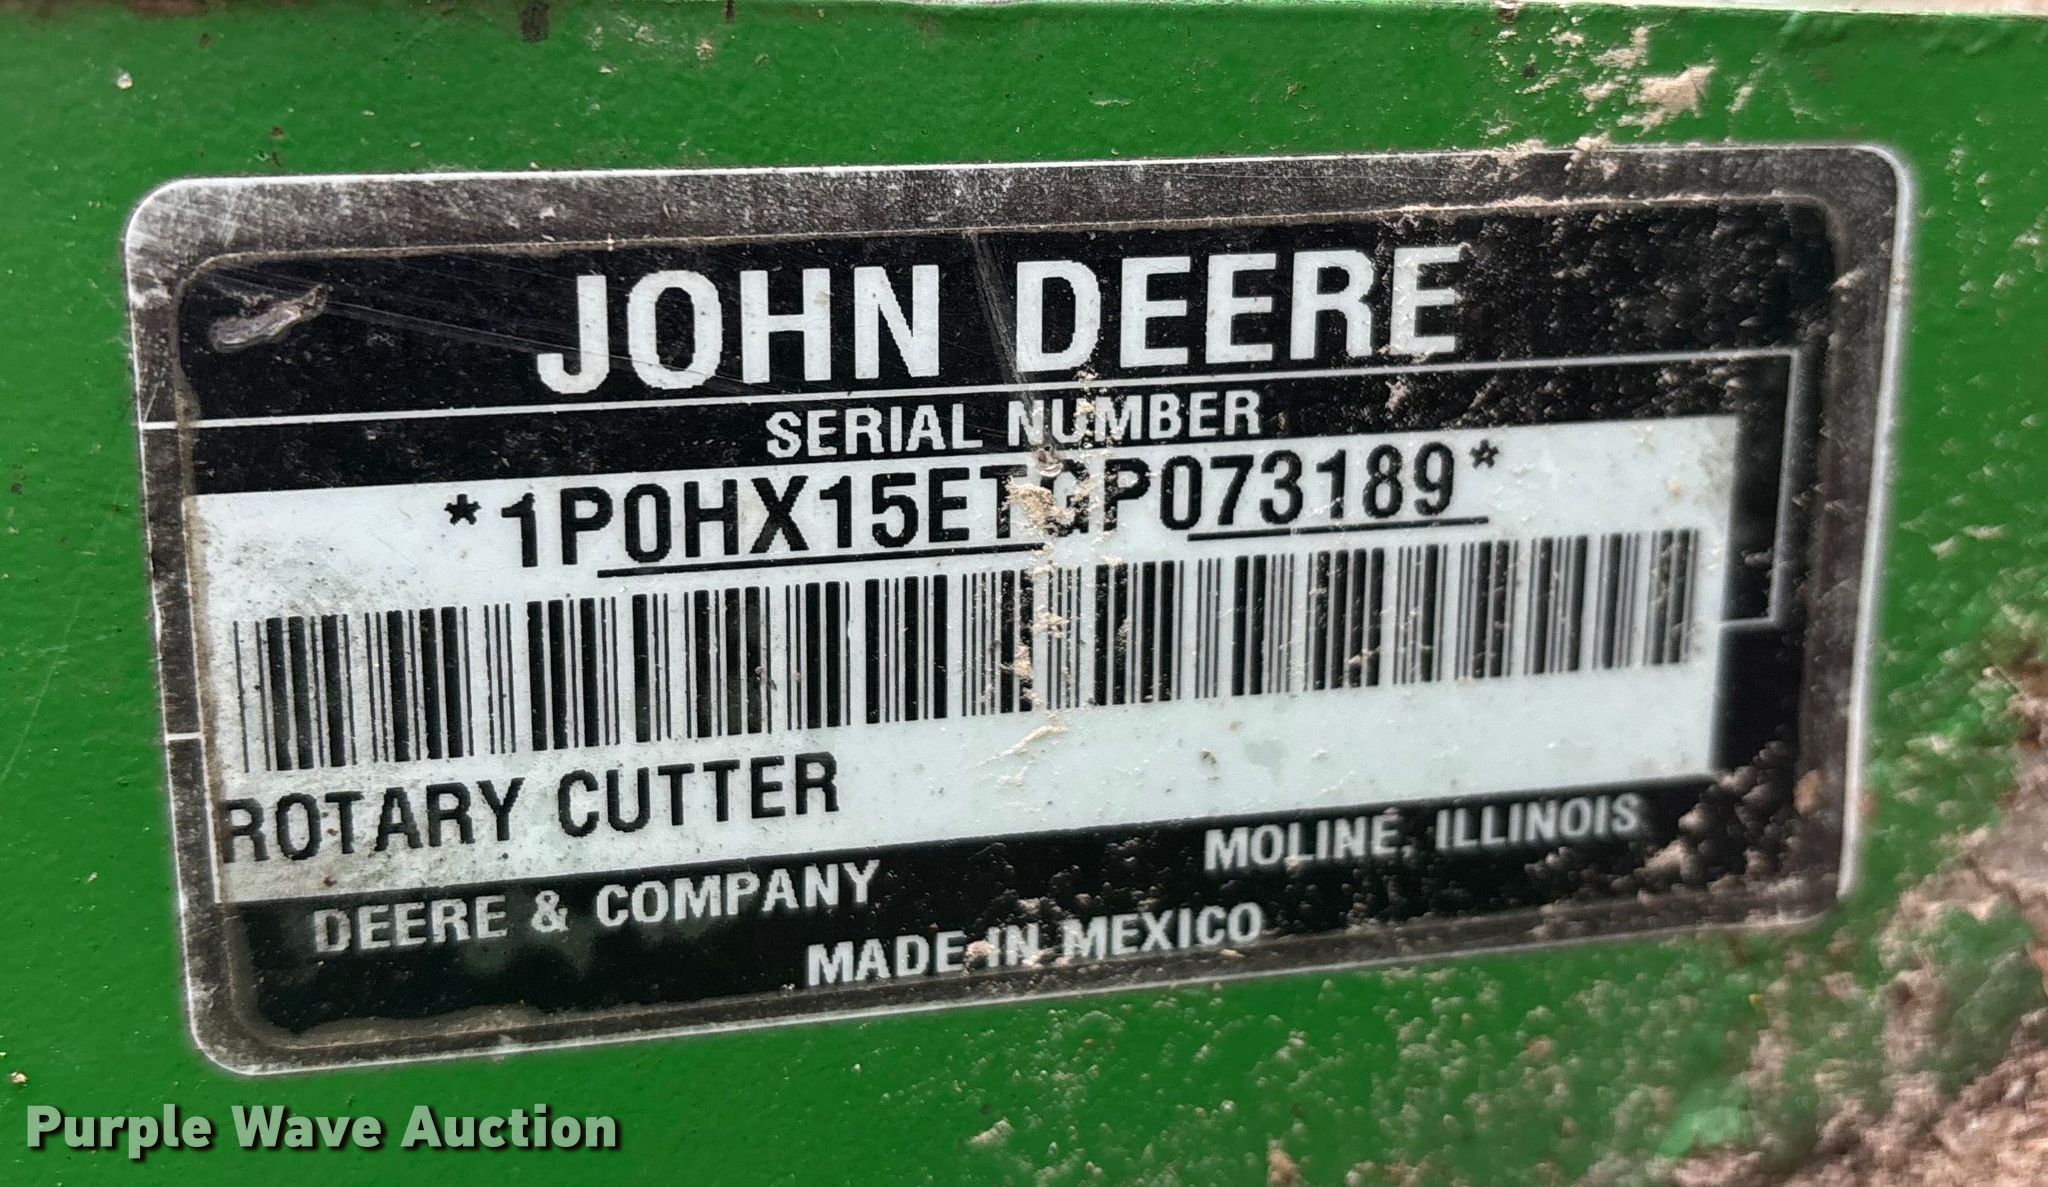 JOHN DEERE
SERIAL NUMBER
*1P0HX15ETGP073189*
ROTARY CUTTER
DEERE & COMPANY MOLINE, ILLINOIS
MADE IN MEXICO
Purple Wave Auction